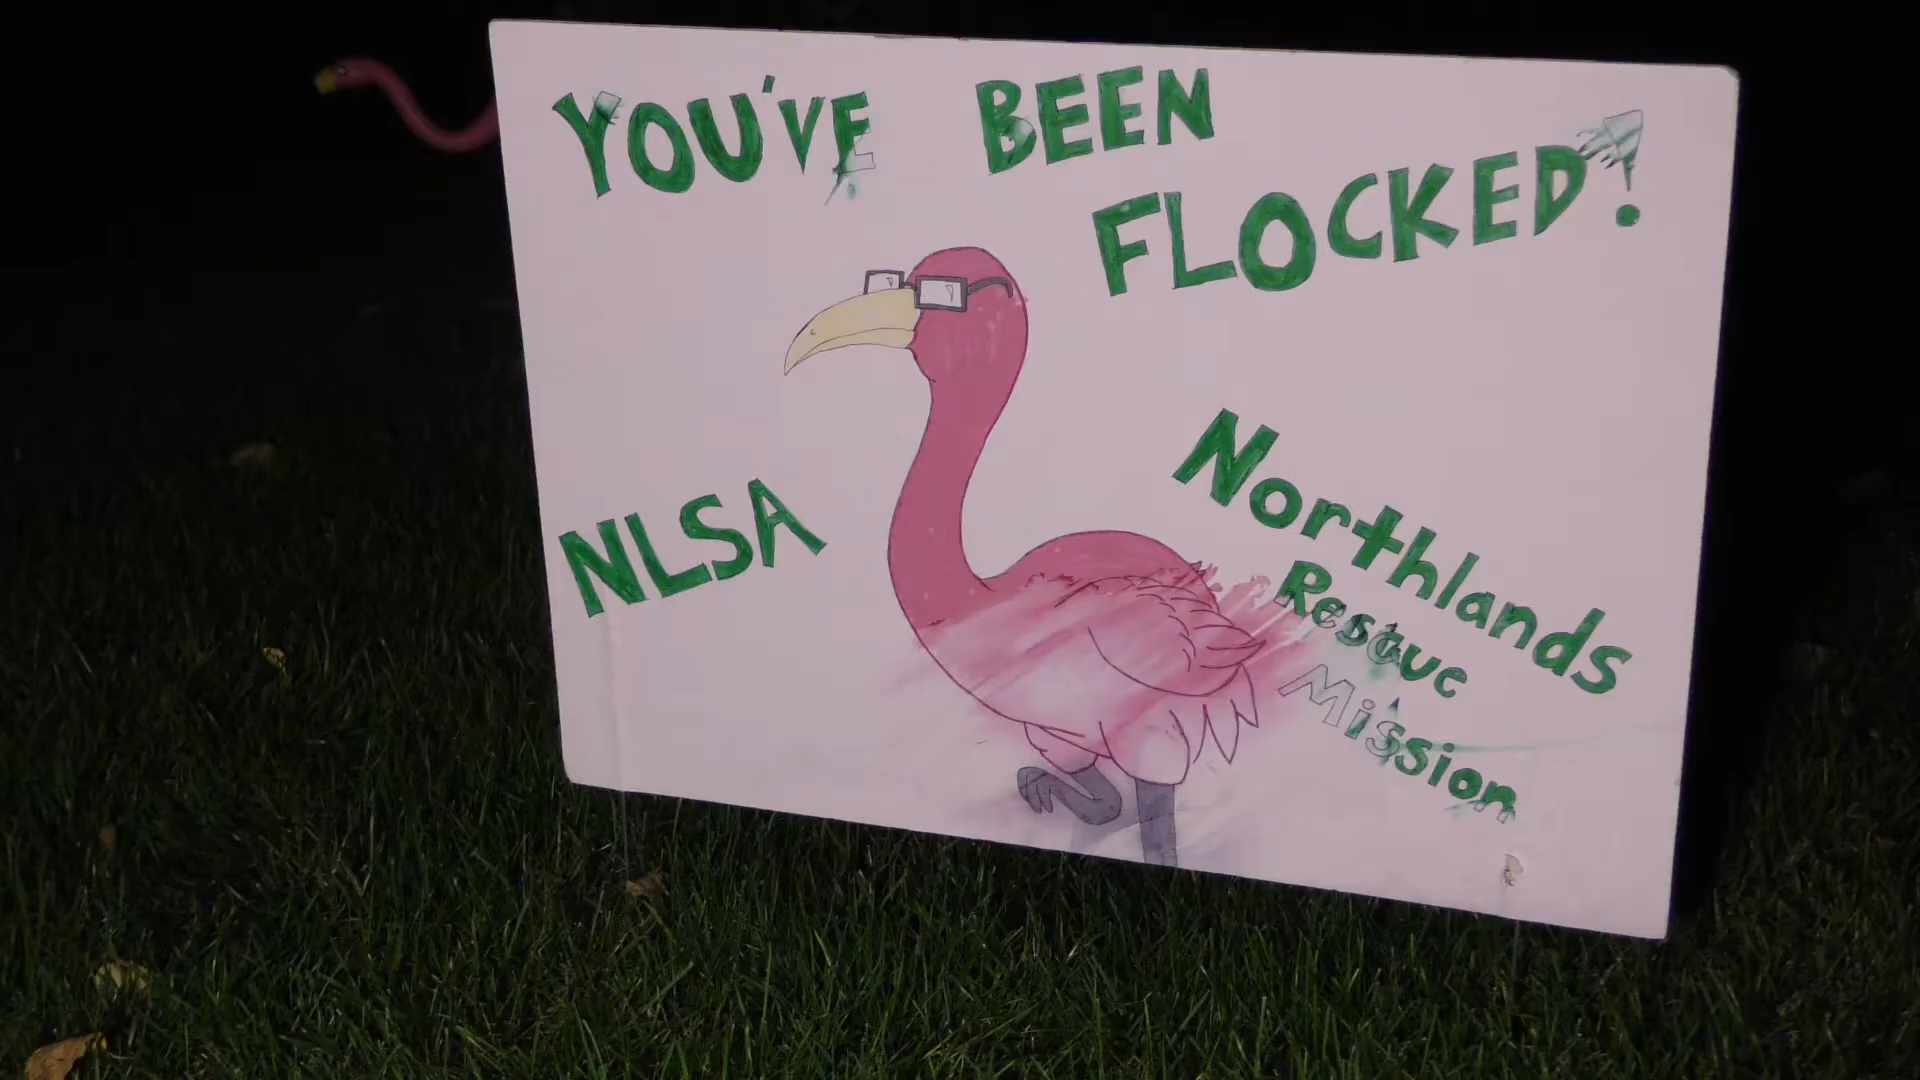 YOU'VE BEEN
FLOCKED!
NLSA
Northlands
Rescue
Mission